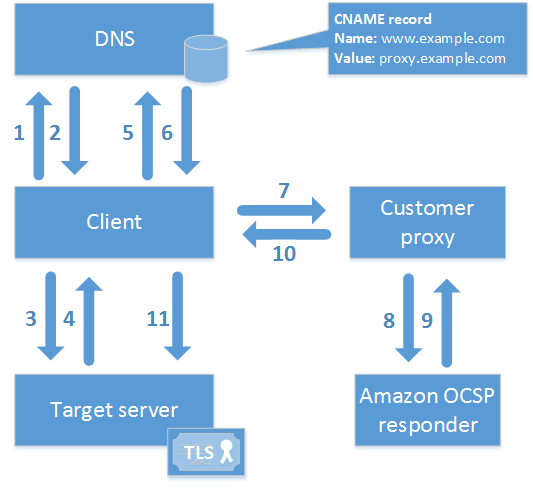 DNS
CNAME record
Name: www.example.com
Value: proxy.example.com
1
2
5
6
Client
7
10
Customer
proxy
3
4
11
8
9
Target server
TLS
Amazon OCSP
responder